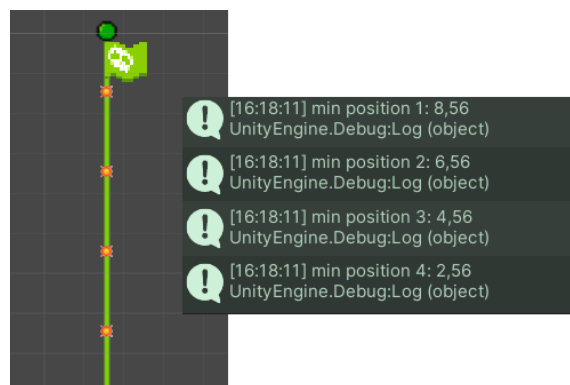 [16:18:11] min position 1: 8,56
UnityEngine.Debug:Log (object)
[16:18:11] min position 2: 6,56
UnityEngine.Debug:Log (object)
[16:18:11] min position 3: 4,56
UnityEngine.Debug:Log (object)
[16:18:11] min position 4: 2,56
UnityEngine.Debug:Log (object)